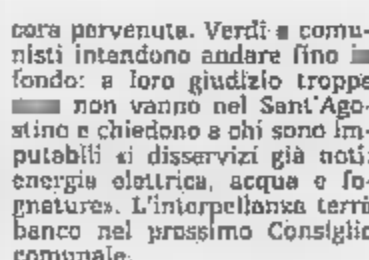 cora pervenuta. Verdi e comu-
nisti intendono andare fino in
fondo: a loro giudizio troppe
non vanno nel Sant'Ago-
stino e chiedono a chi sono im-
putabili «i disservizi già noti:
energia elettrica, acqua e fo-
gnature». L'interpellanza terrà
banco nel prossimo Consiglio
comunale.